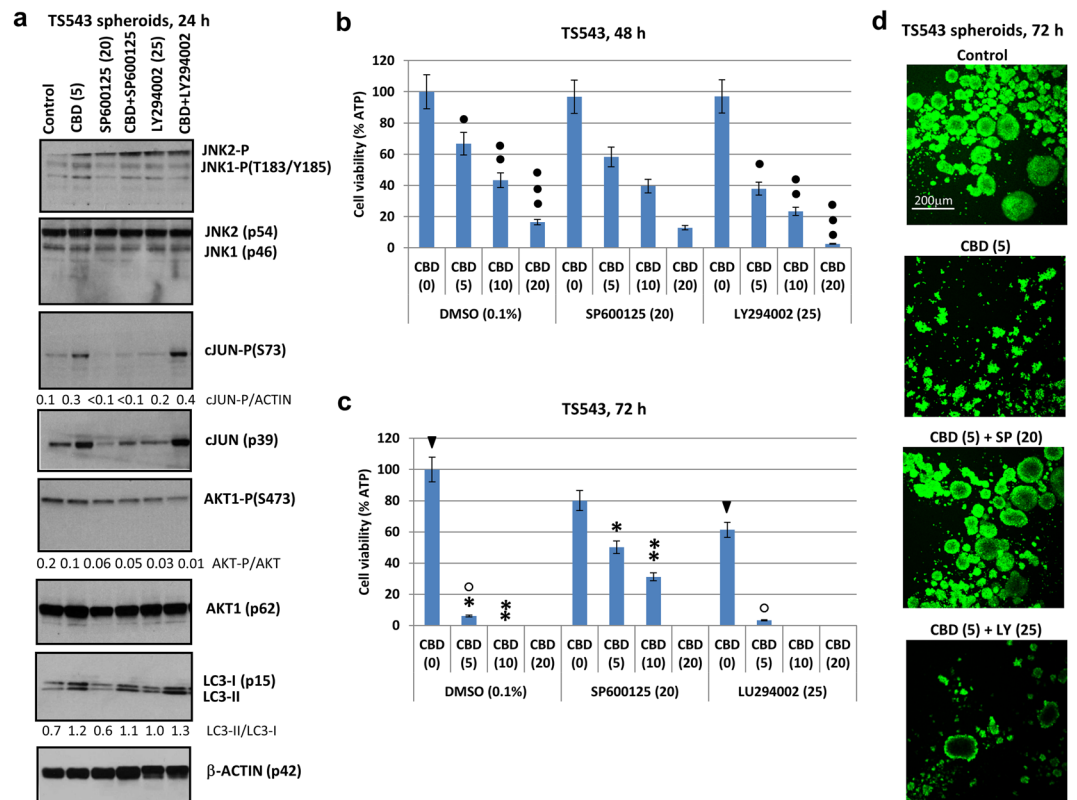 a
TS543 spheroids, 24 h
Control
CBD (5)
SP600125 (20)
CBD+SP600125
LY294002 (25)
CBD+LY294002
JNK2-P
JNK1-P(T183/Y185)
JNK2 (p54)
JNK1 (p46)
cJUN-P(S73)
0.1 0.3 <0.1 <0.1 0.2 0.4 cJUN-P/ACTIN
cJUN (p39)
AKT1-P(S473)
0.2 0.1 0.06 0.05 0.03 0.01 AKT-P/AKT
AKT1 (p62)
LC3-I (p15)
LC3-II
0.7 1.2 0.6 1.1 1.0 1.3 LC3-II/LC3-I
β-ACTIN (p42)
b
TS543, 48 h
Cell viability (% ATP)
120
100
80
60
40
20
0
CBD CBD CBD CBD CBD CBD CBD CBD CBD CBD CBD CBD
(0) (5) (10) (20) (0) (5) (10) (20) (0) (5) (10) (20)
DMSO (0.1%) SP600125 (20) LY294002 (25)
c
TS543, 72 h
Cell viability (% ATP)
120
100
80
60
40
20
0
* ** * **
CBD CBD CBD CBD CBD CBD CBD CBD CBD CBD CBD CBD
(0) (5) (10) (20) (0) (5) (10) (20) (0) (5) (10) (20)
DMSO (0.1%) SP600125 (20) LU294002 (25)
d
TS543 spheroids, 72 h
Control
200μm
CBD (5)
CBD (5) + SP (20)
CBD (5) + LY (25)